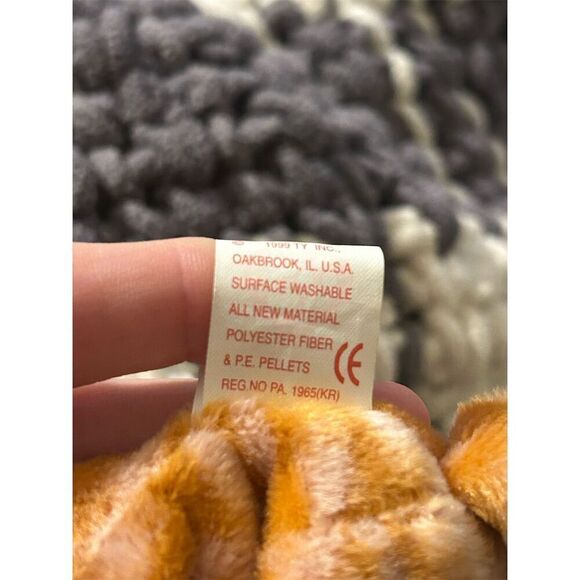 © 1999 TY INC.,
OAKBROOK, IL. U.S.A.
SURFACE WASHABLE
ALL NEW MATERIAL
POLYESTER FIBER
& P.E. PELLETS
CE
REG.NO PA. 1965(KR)